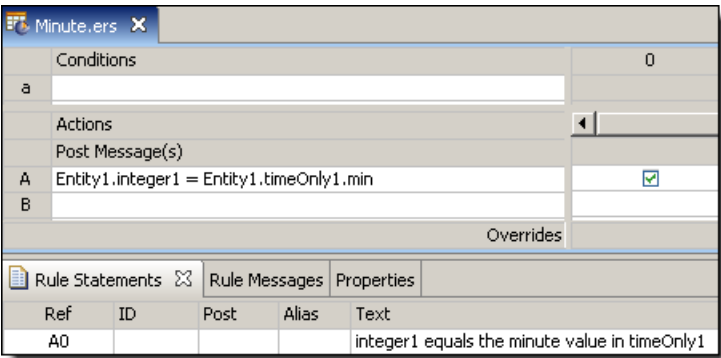 Minute.ers
Conditions 0
a
Actions
Post Message(s)
A Entity1.integer1 = Entity1.timeOnly1.min
B
Overrides
Rule Statements Rule Messages Properties
Ref ID Post Alias Text
A0 integer1 equals the minute value in timeOnly1